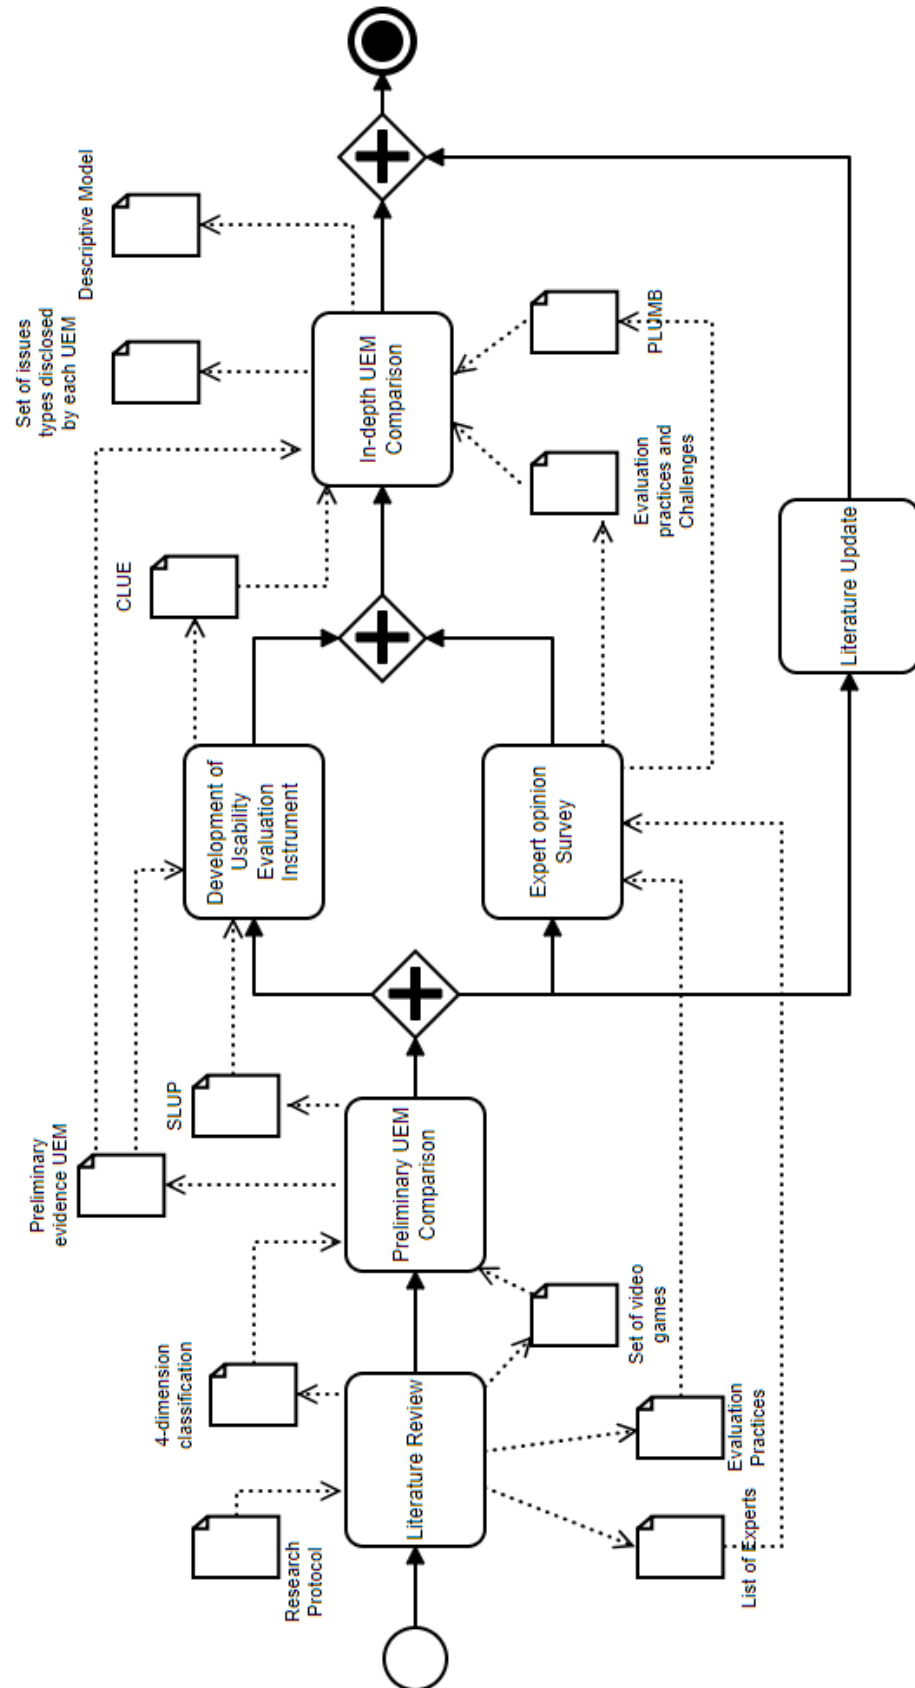 Research
Protocol
4-dimension
classification
Literature Review
List of Experts
Evaluation
Practices
Set of video
games
Preliminary
evidence UEM
SLUP
Preliminary UEM
Comparison
Development of
Usability
Evaluation
Instrument
Expert opinion
Survey
Literature Update
CLUE
Evaluation
practices and
Challenges
PLUMB
In-depth UEM
Comparison
Set of issues
types disclosed
by each UEM
Descriptive Model